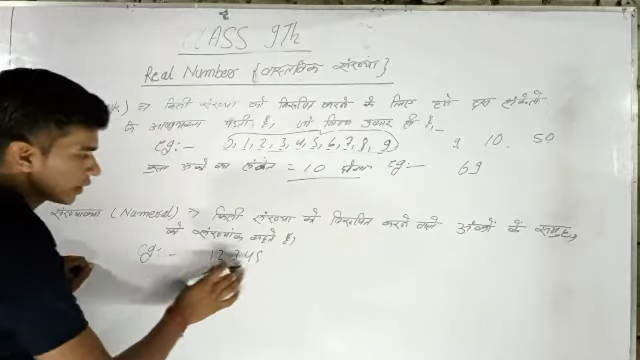 CLASS 9Th
Real Numbers {वास्तविक संख्या}
⇒ किसी संख्या को निरूपित करने के लिए हमें दस संकेतो
के आवश्यकता पड़ती है, जो निम्न प्रकार की है,_
eg:- 0, 1, 2, 3, 4, 5, 6, 7, 8, 9 9 10. 50
कुल अंको का संकेत = 10 होता eg:- 69
संख्यांक (Numeral) ⇒ किसी संख्या को निरूपित करने वाले अंकों के समूह,
को संख्यांक कहते है,
eg:- 12345